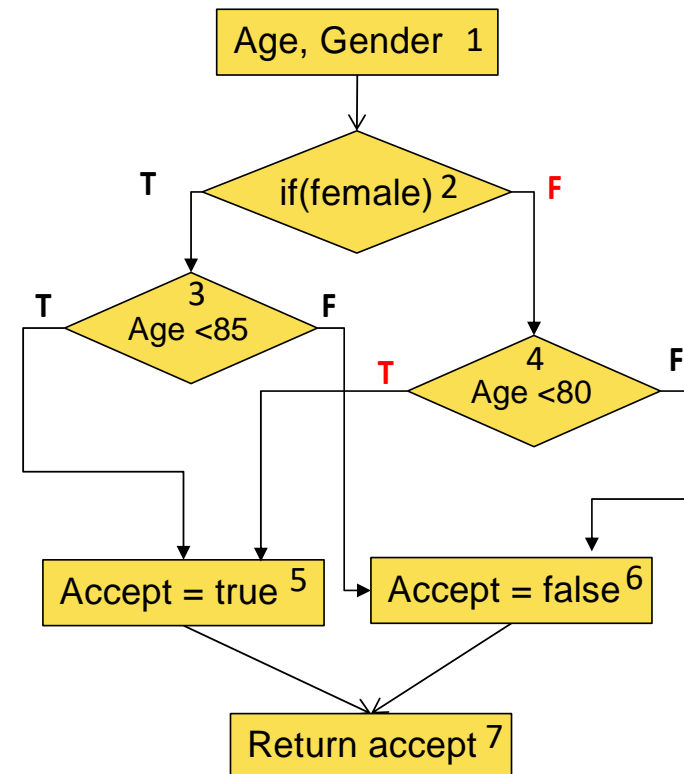 Age, Gender 1
T
if(female) 2
F
T
3
Age <85
F
T
4
Age <80
F
Accept = true 5
Accept = false 6
Return accept 7